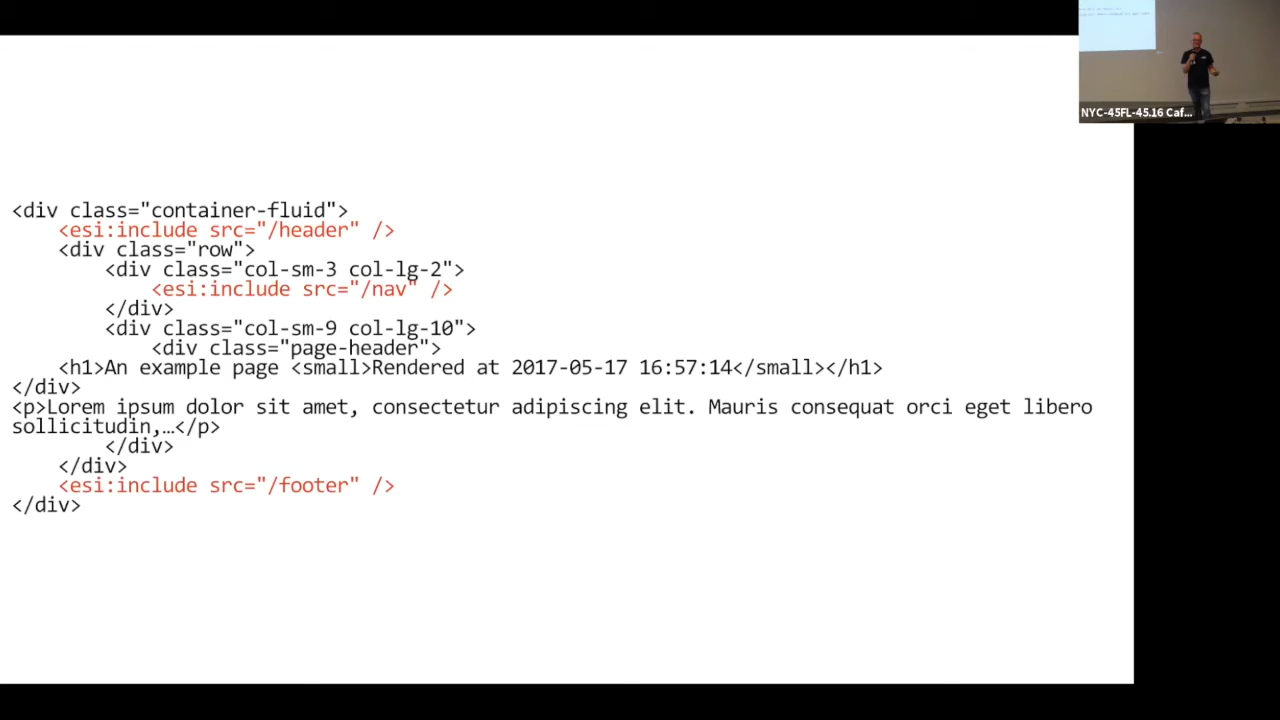 NYC-45FL-45.16 Caf...
<div class="container-fluid">
    <esi:include src="/header" />
    <div class="row">
        <div class="col-sm-3 col-lg-2">
            <esi:include src="/nav" />
        </div>
        <div class="col-sm-9 col-lg-10">
            <div class="page-header">
    <h1>An example page <small>Rendered at 2017-05-17 16:57:14</small></h1>
</div>
<p>Lorem ipsum dolor sit amet, consectetur adipiscing elit. Mauris consequat orci eget libero
sollicitudin,…</p>
        </div>
    </div>
    <esi:include src="/footer" />
</div>